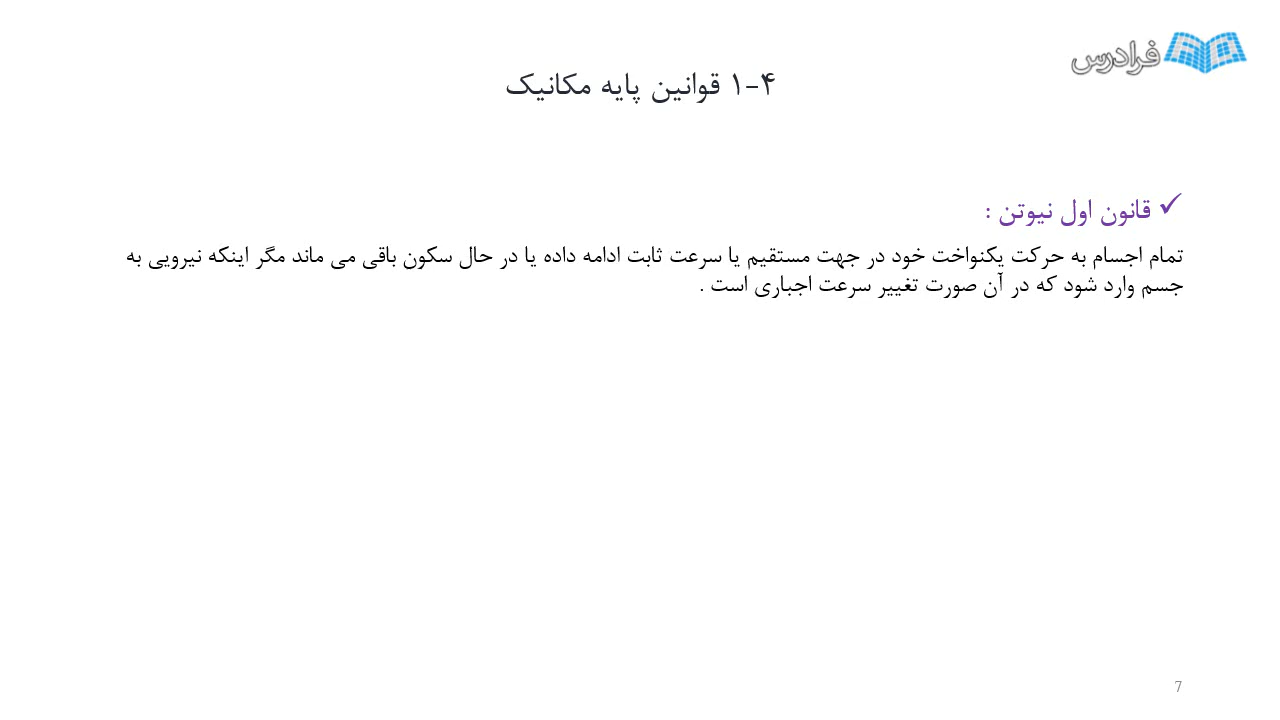 فرادرس
۱-۴ قوانین پایه مکانیک
✓ قانون اول نیوتن :
تمام اجسام به حرکت یکنواخت خود در جهت مستقیم یا سرعت ثابت ادامه داده یا در حال سکون باقی می ماند مگر اینکه نیرویی به
جسم وارد شود که در آن صورت تغییر سرعت اجباری است .
7